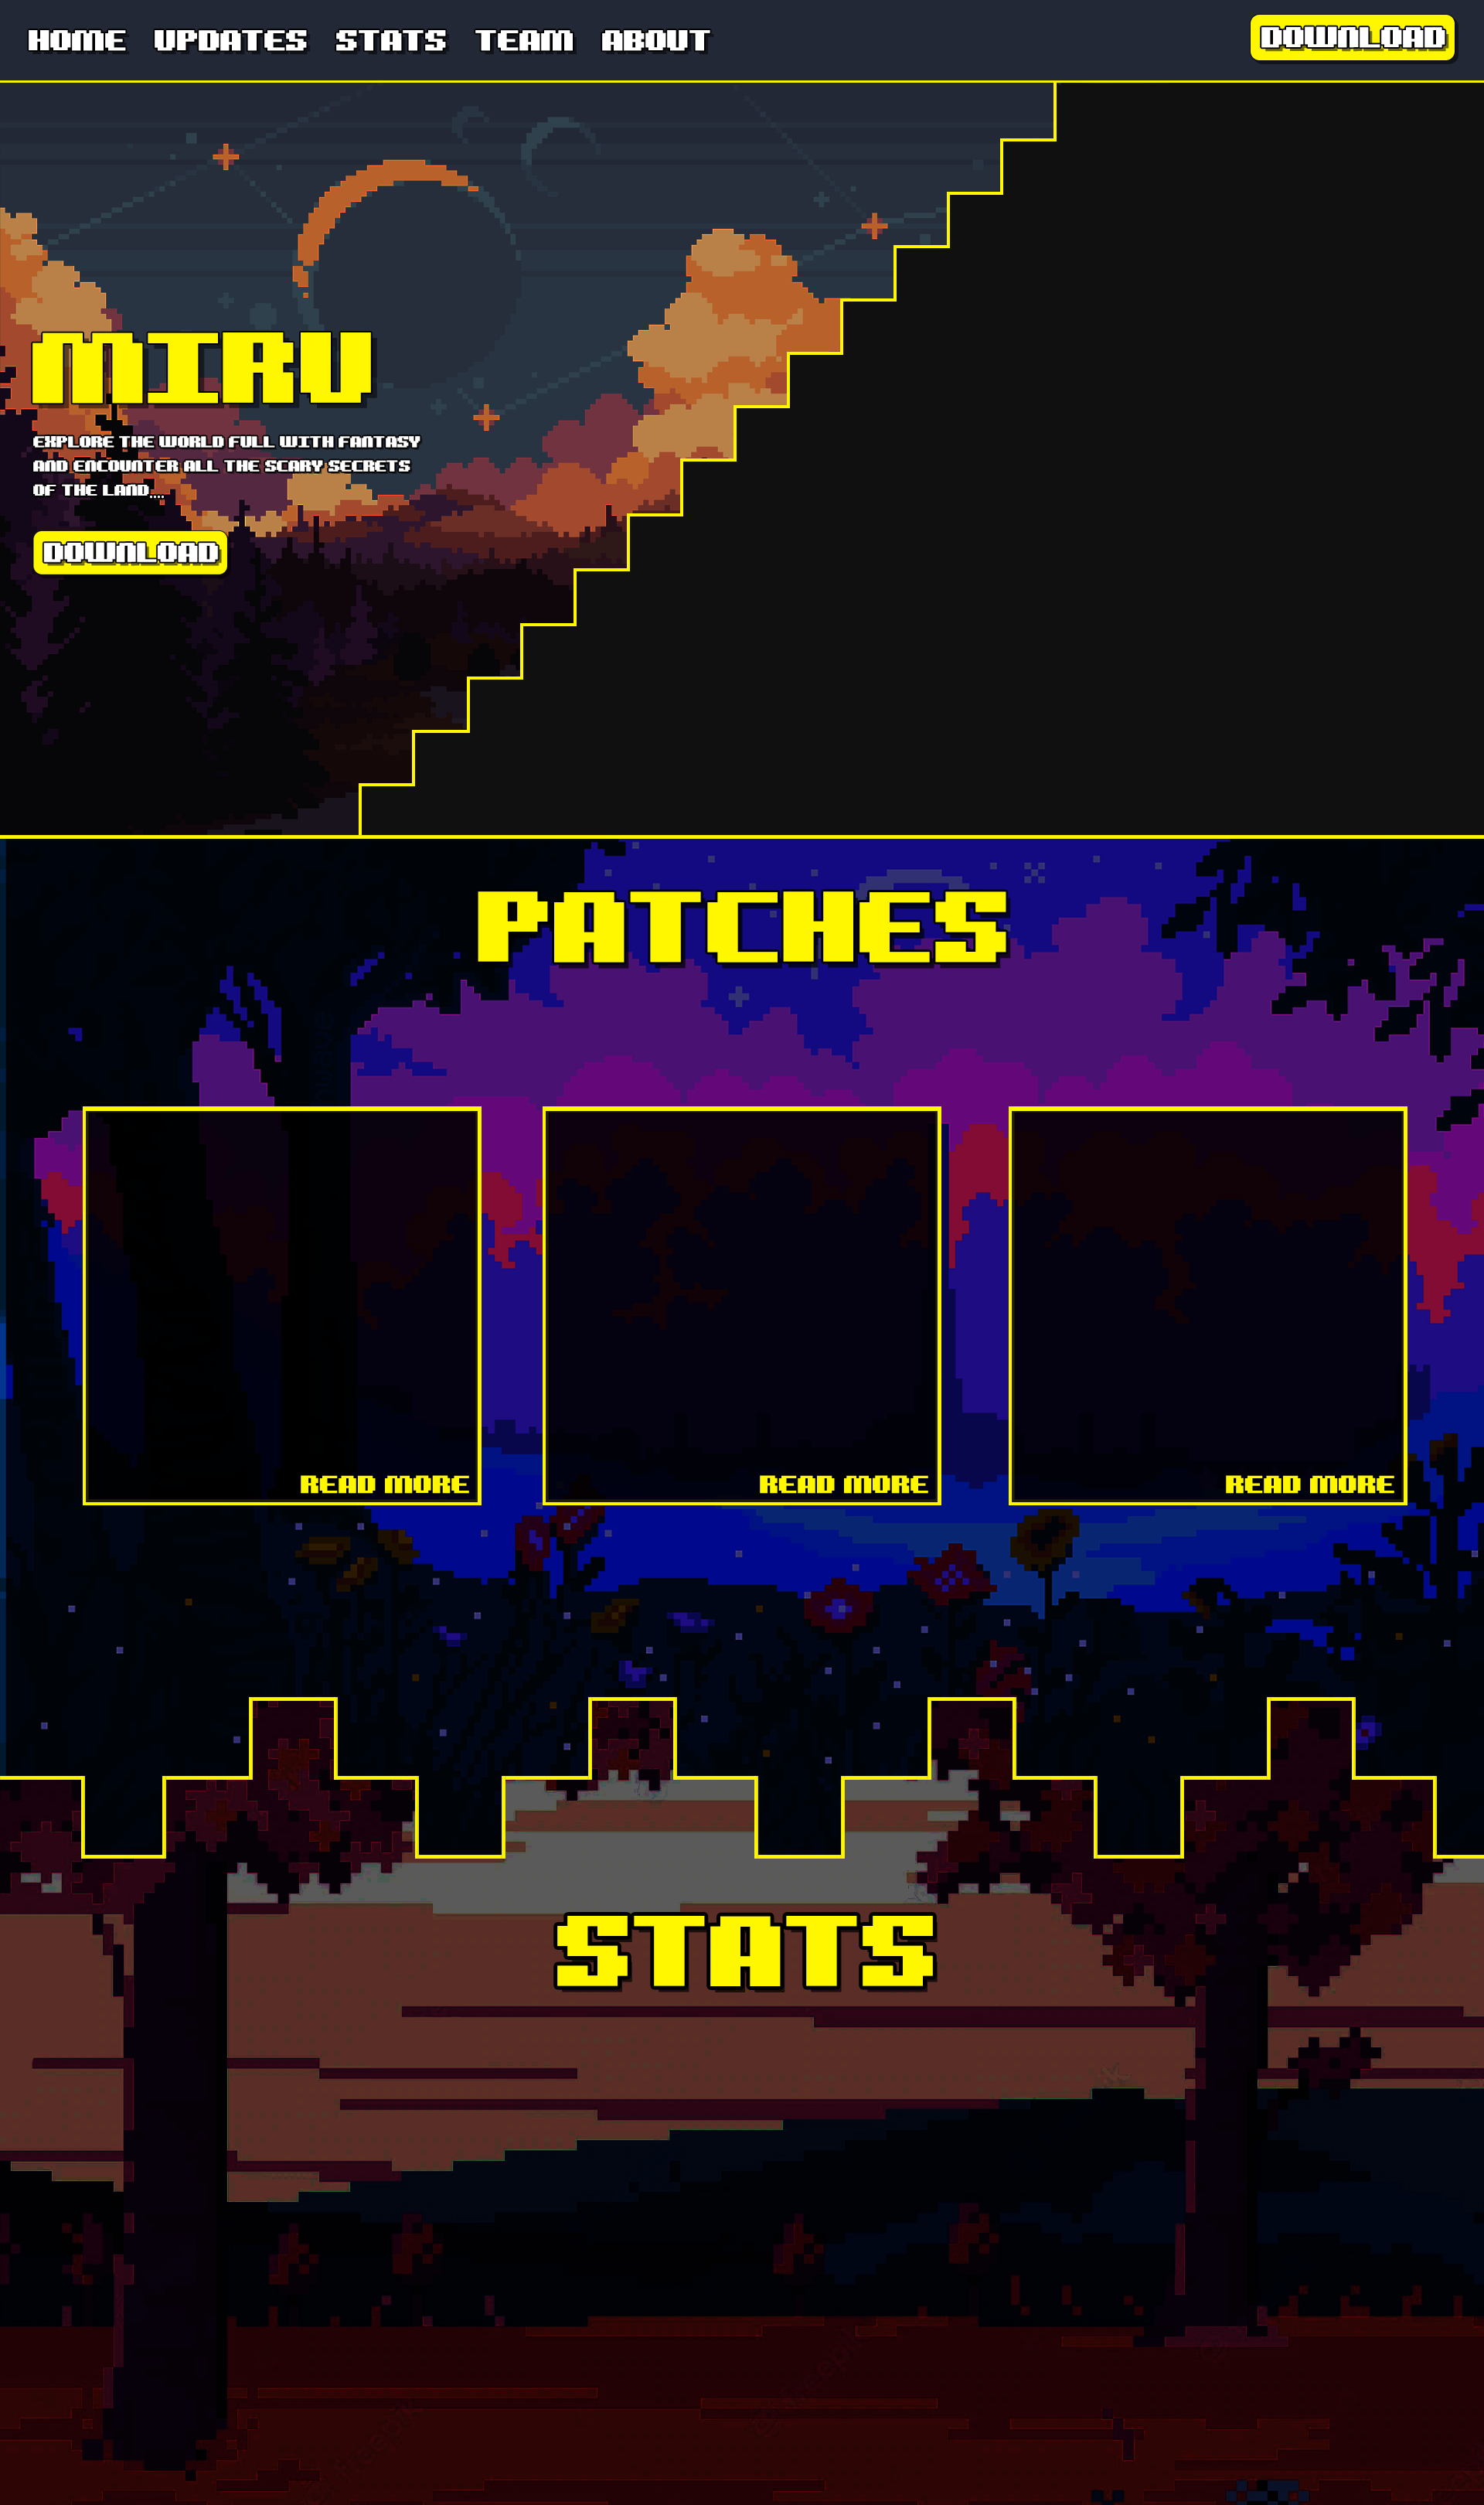 HOME UPDATES STATS TEAM ABOUT DOWNLOAD
MIRU
EXPLORE THE WORLD FULL WITH FANTASY
AND ENCOUNTER ALL THE SCARY SECRETS
OF THE LAND....
DOWNLOAD
PATCHES
READ MORE READ MORE READ MORE
STATS